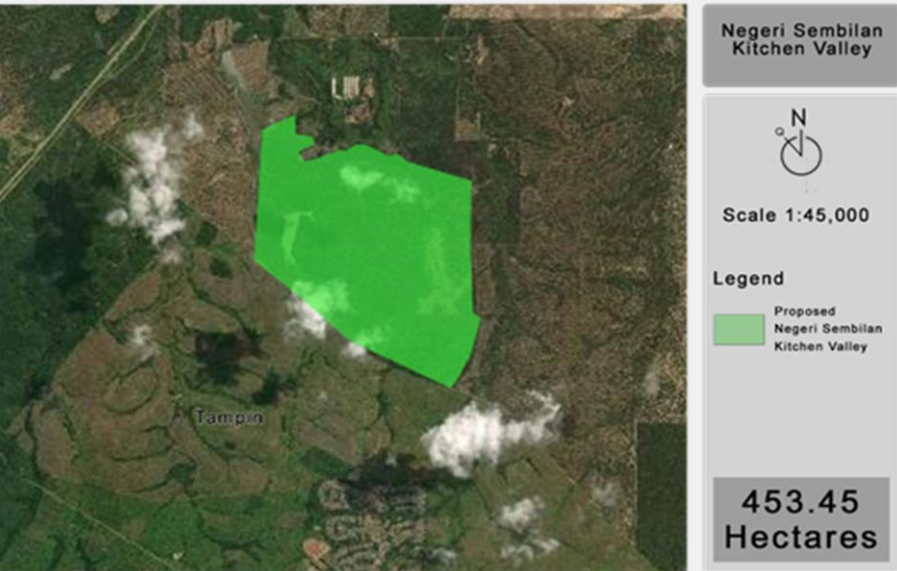 Negeri Sembilan
Kitchen Valley
N
Scale 1:45,000
Legend
Proposed
Negeri Sembilan
Kitchen Valley
Tampin
453.45
Hectares